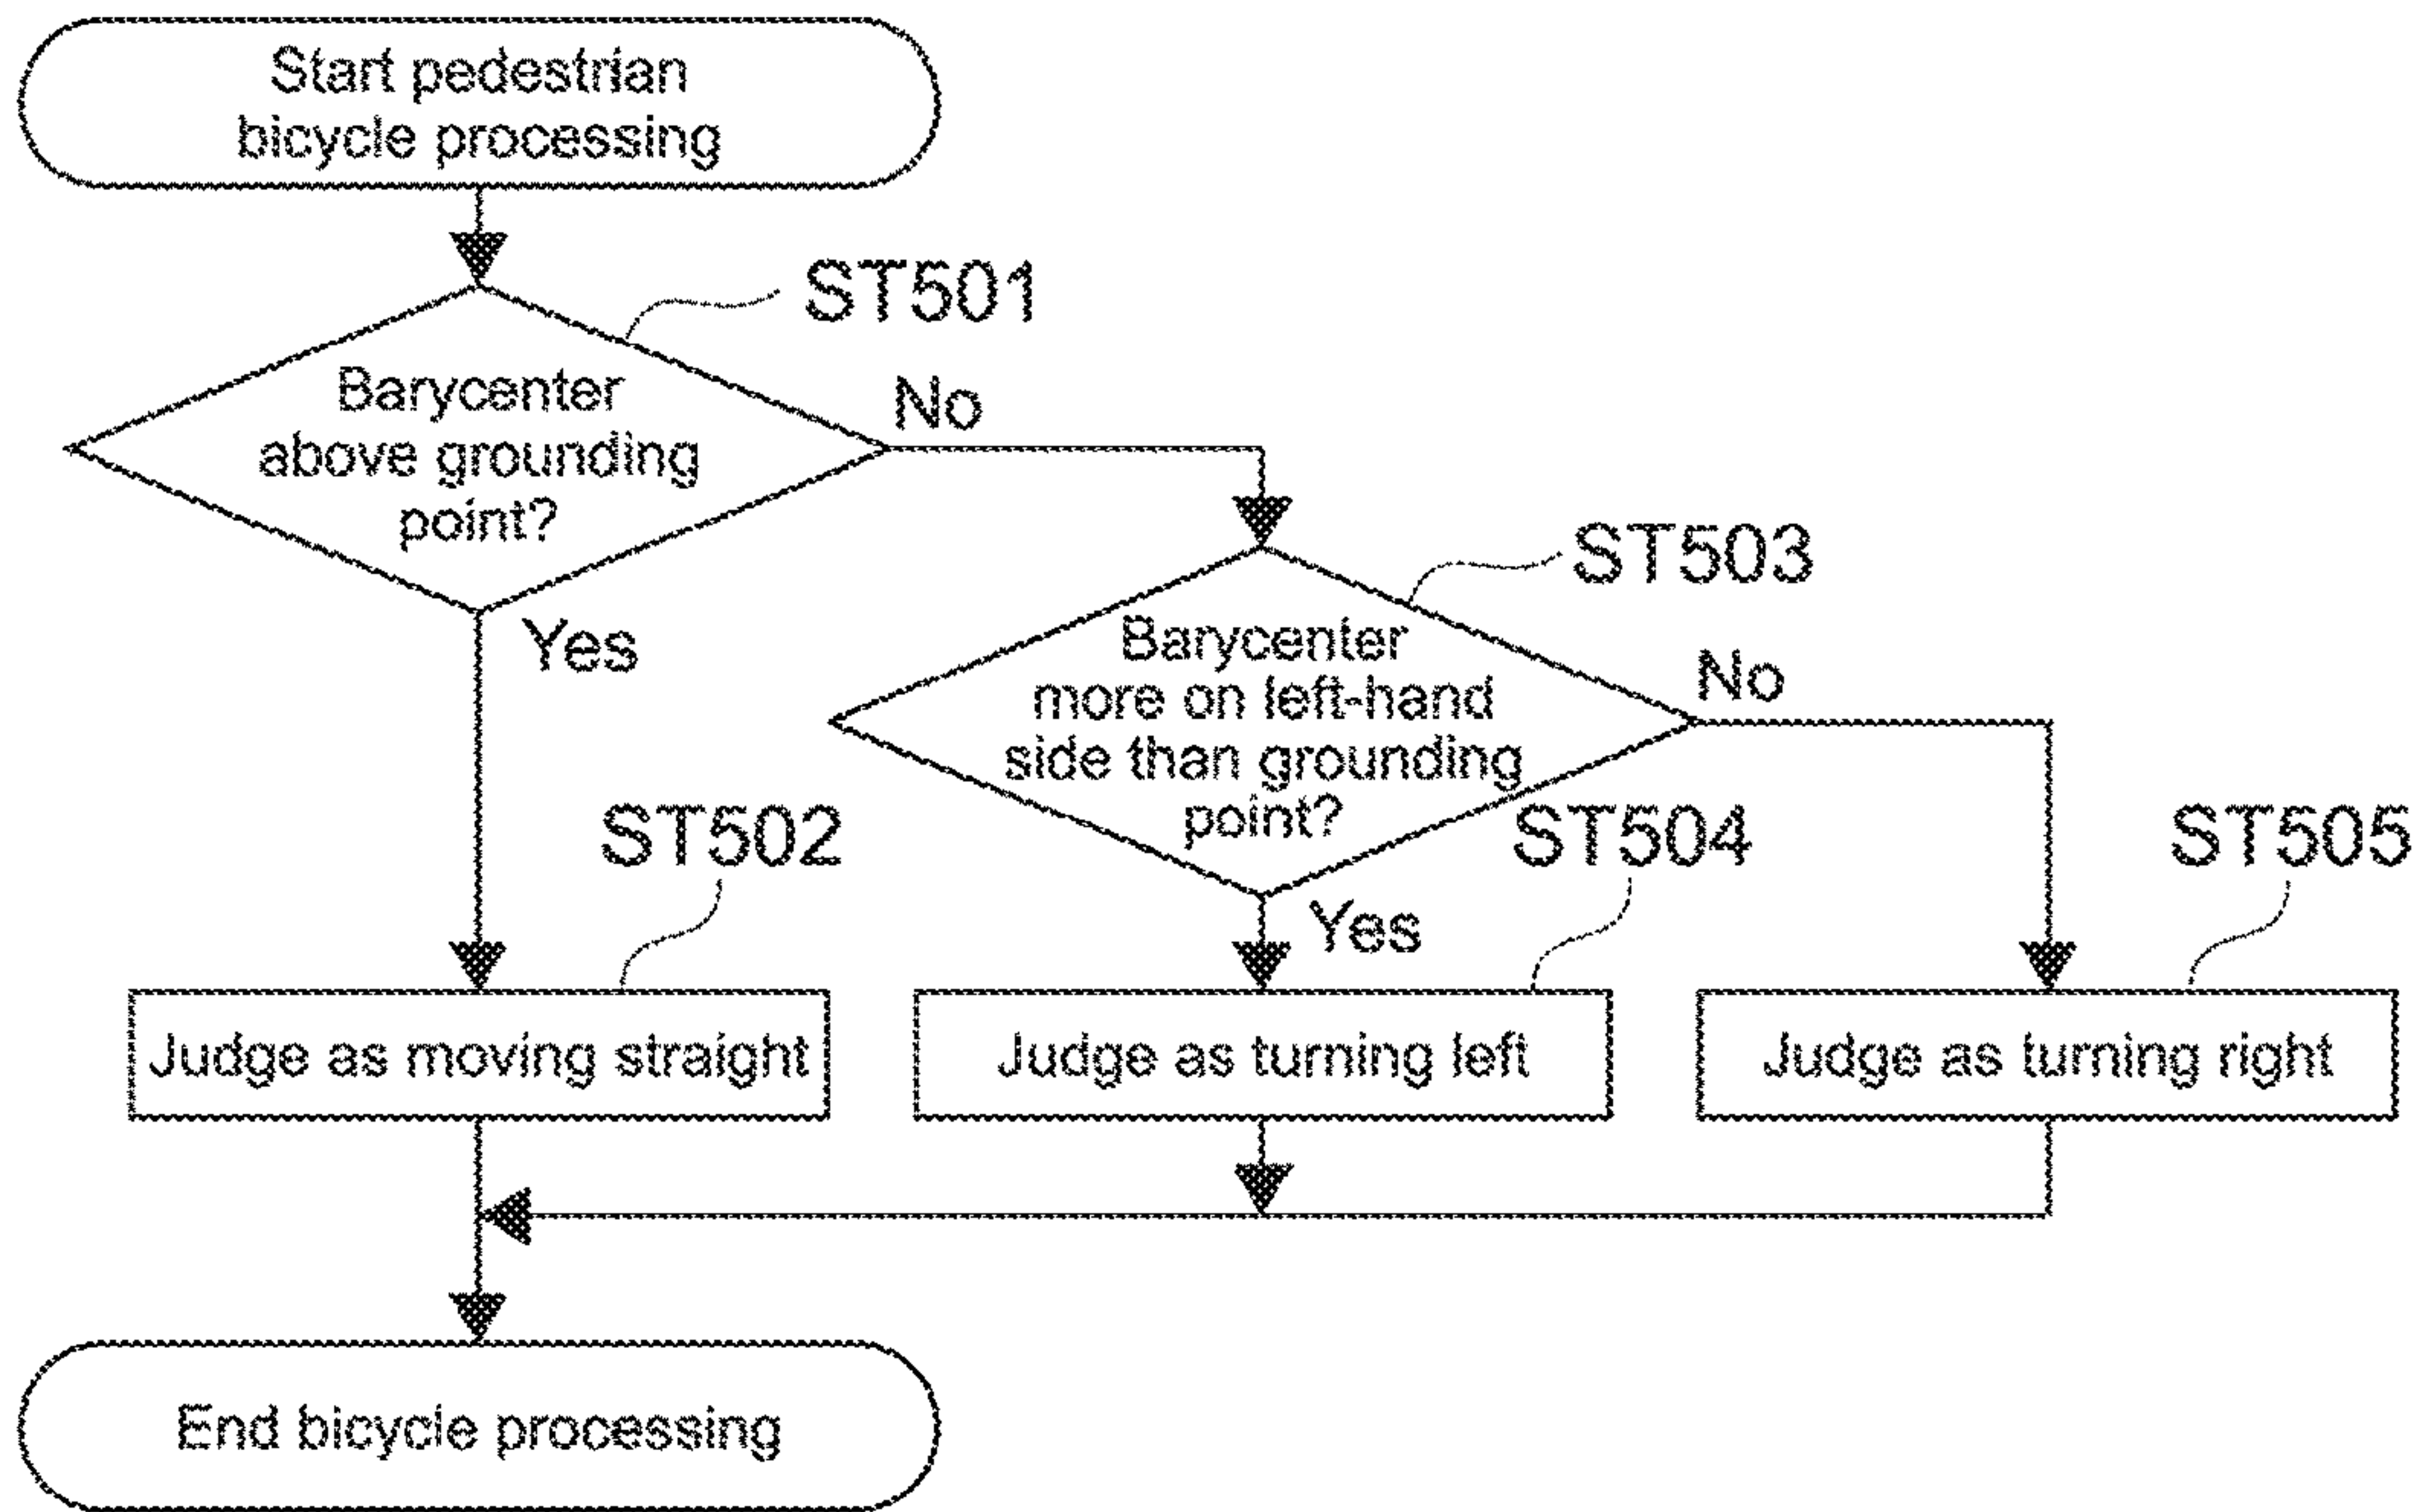 Start pedestrian
bicycle processing
ST501
Barycenter
above grounding
point?
No
Yes
ST503
Barycenter
more on left-hand
side than grounding
point?
No
Yes
ST502
ST504
ST505
Judge as moving straight
Judge as turning left
Judge as turning right
End bicycle processing